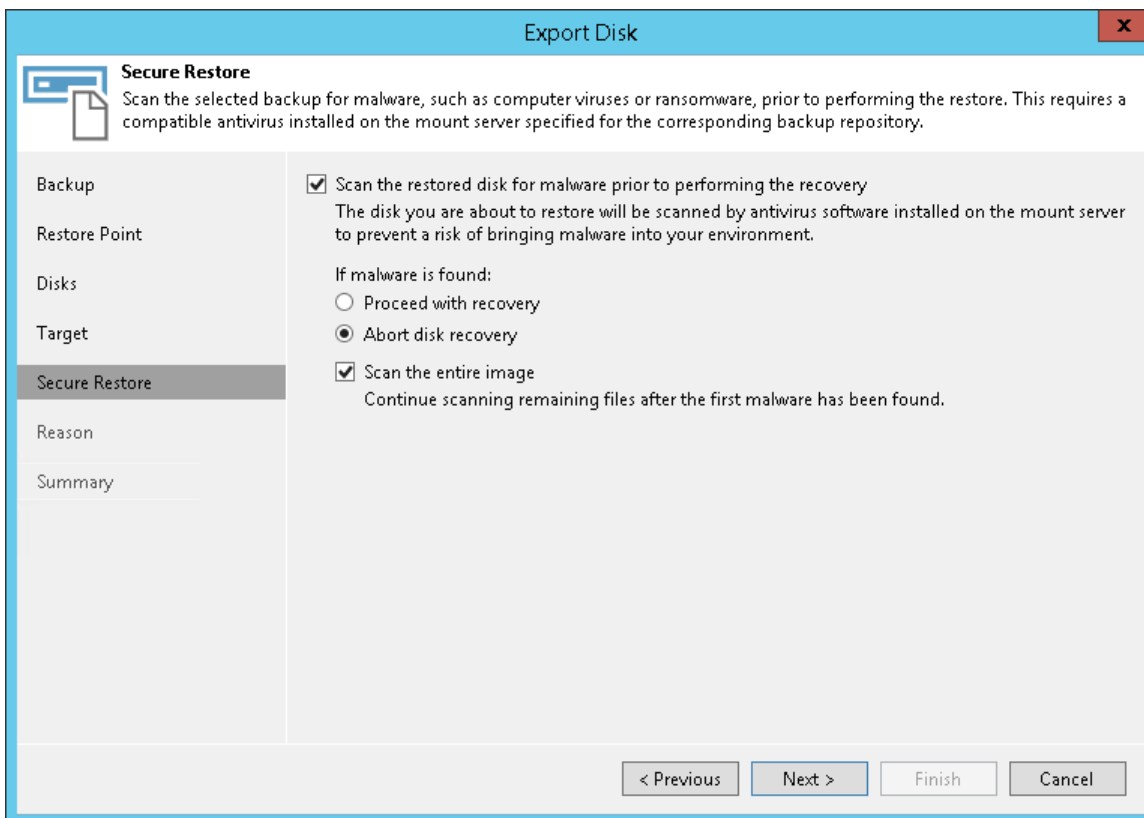 Export Disk
x
Secure Restore
Scan the selected backup for malware, such as computer viruses or ransomware, prior to performing the restore. This requires a
compatible antivirus installed on the mount server specified for the corresponding backup repository.
Backup
Restore Point
Disks
Target
Secure Restore
Reason
Summary
Scan the restored disk for malware prior to performing the recovery
The disk you are about to restore will be scanned by antivirus software installed on the mount server
to prevent a risk of bringing malware into your environment.
If malware is found:
Proceed with recovery
Abort disk recovery
Scan the entire image
Continue scanning remaining files after the first malware has been found.
< Previous
Next >
Finish
Cancel